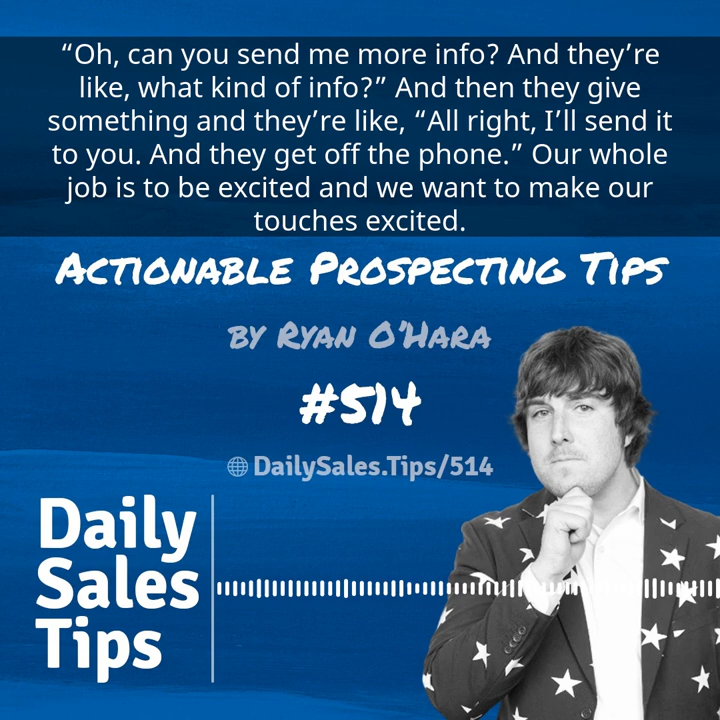 “Oh, can you send me more info? And they’re
like, what kind of info?” And then they give
something and they’re like, “All right, I’ll send it
to you. And they get off the phone.” Our whole
job is to be excited and we want to make our
touches excited.
Actionable Prospecting Tips
by Ryan O’Hara
#514
DailySales.Tips/514
Daily
Sales
Tips